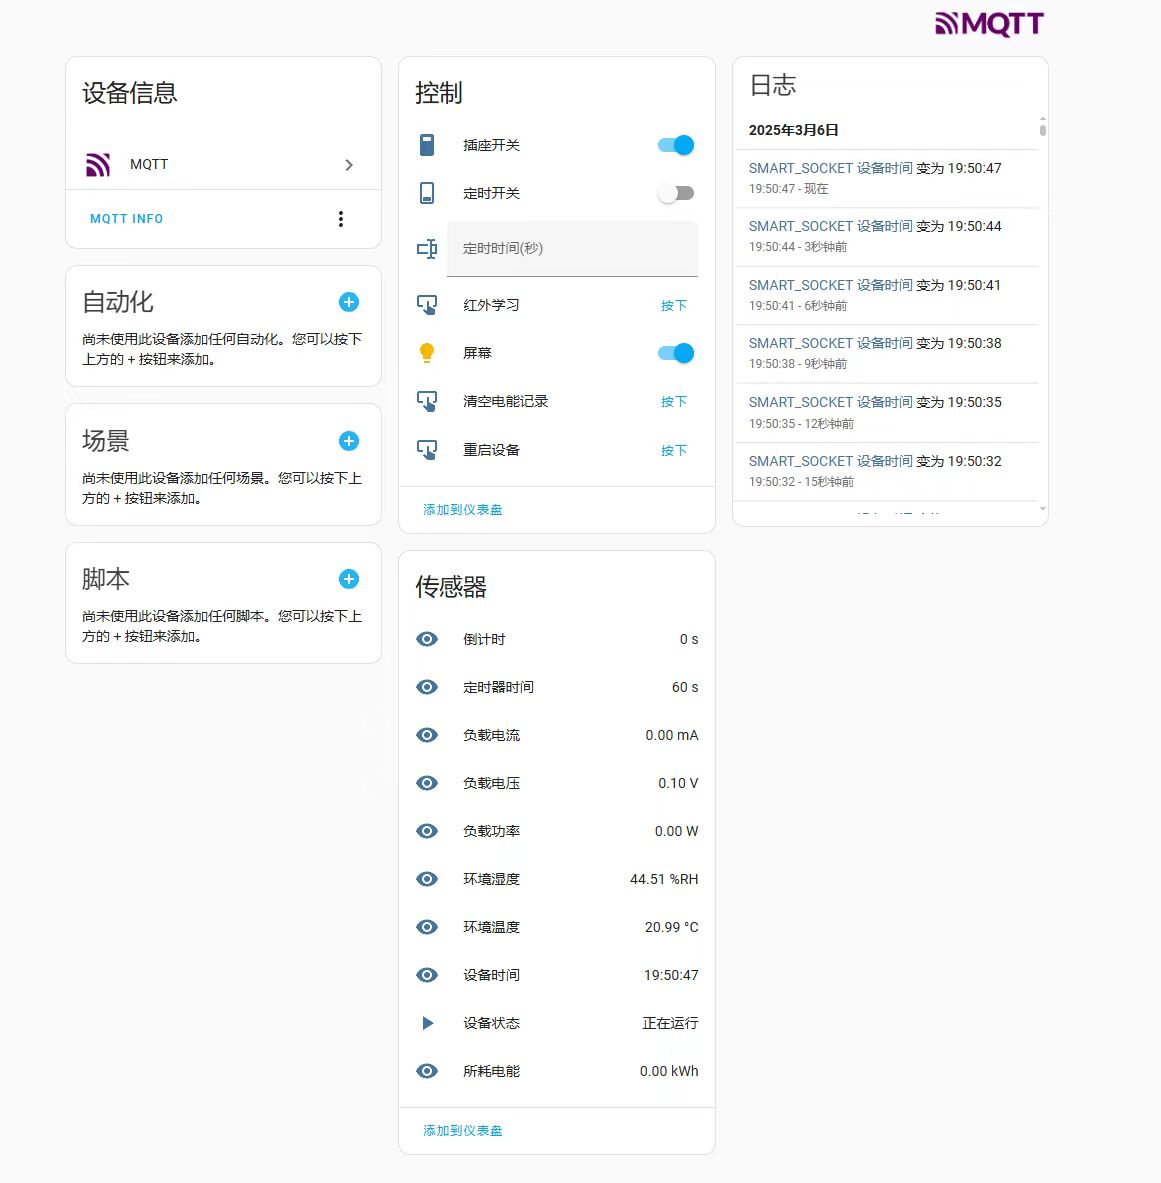 MQTT
设备信息
MQTT
MQTT INFO
自动化
尚未使用此设备添加任何自动化。您可以按下
上方的 + 按钮来添加。
场景
尚未使用此设备添加任何场景。您可以按下上
方的 + 按钮来添加。
脚本
尚未使用此设备添加任何脚本。您可以按下上
方的 + 按钮来添加。
控制
插座开关
定时开关
定时时间(秒)
红外学习 按下
屏幕
清空电能记录 按下
重启设备 按下
添加到仪表盘
传感器
倒计时 0 s
定时器时间 60 s
负载电流 0.00 mA
负载电压 0.10 V
负载功率 0.00 W
环境湿度 44.51 %RH
环境温度 20.99 °C
设备时间 19:50:47
设备状态 正在运行
所耗电能 0.00 kWh
添加到仪表盘
日志
2025年3月6日
SMART_SOCKET 设备时间 变为 19:50:47
19:50:47 - 现在
SMART_SOCKET 设备时间 变为 19:50:44
19:50:44 - 3秒钟前
SMART_SOCKET 设备时间 变为 19:50:41
19:50:41 - 6秒钟前
SMART_SOCKET 设备时间 变为 19:50:38
19:50:38 - 9秒钟前
SMART_SOCKET 设备时间 变为 19:50:35
19:50:35 - 12秒钟前
SMART_SOCKET 设备时间 变为 19:50:32
19:50:32 - 15秒钟前